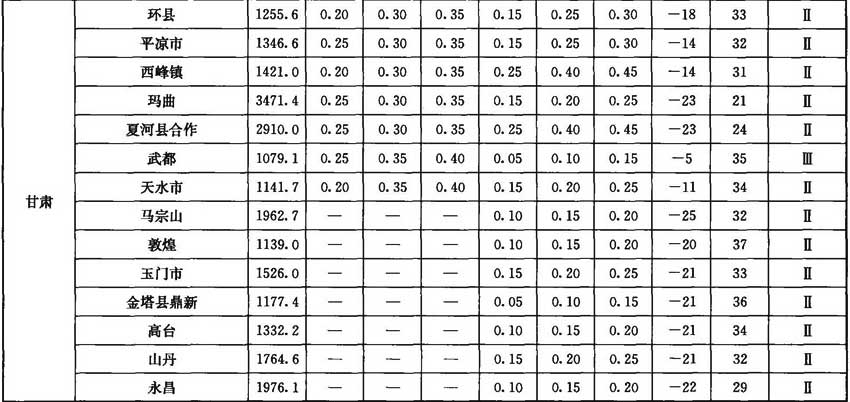 环县 1255.6 0.20 0.30 0.35 0.15 0.25 0.30 -18 33 Ⅱ
平凉市 1346.6 0.25 0.30 0.35 0.15 0.25 0.30 -14 32 Ⅱ
西峰镇 1421.0 0.20 0.30 0.35 0.25 0.40 0.45 -14 31 Ⅱ
玛曲 3471.4 0.25 0.30 0.35 0.15 0.20 0.25 -23 21 Ⅱ
夏河县合作 2910.0 0.25 0.30 0.35 0.25 0.40 0.45 -23 24 Ⅱ
武都 1079.1 0.25 0.35 0.40 0.05 0.10 0.15 -5 35 Ⅲ
天水市 1141.7 0.20 0.35 0.40 0.15 0.20 0.25 -11 34 Ⅱ
甘肃
马宗山 1962.7 — — — 0.10 0.15 0.20 -25 32 Ⅱ
敦煌 1139.0 — — — 0.10 0.15 0.20 -20 37 Ⅱ
玉门市 1526.0 — — — 0.15 0.20 0.25 -21 33 Ⅱ
金塔县鼎新 1177.4 — — — 0.05 0.10 0.15 -21 36 Ⅱ
高台 1332.2 — — — 0.10 0.15 0.20 -21 34 Ⅱ
山丹 1764.6 — — — 0.15 0.20 0.25 -21 32 Ⅱ
永昌 1976.1 — — — 0.10 0.15 0.20 -22 29 Ⅱ